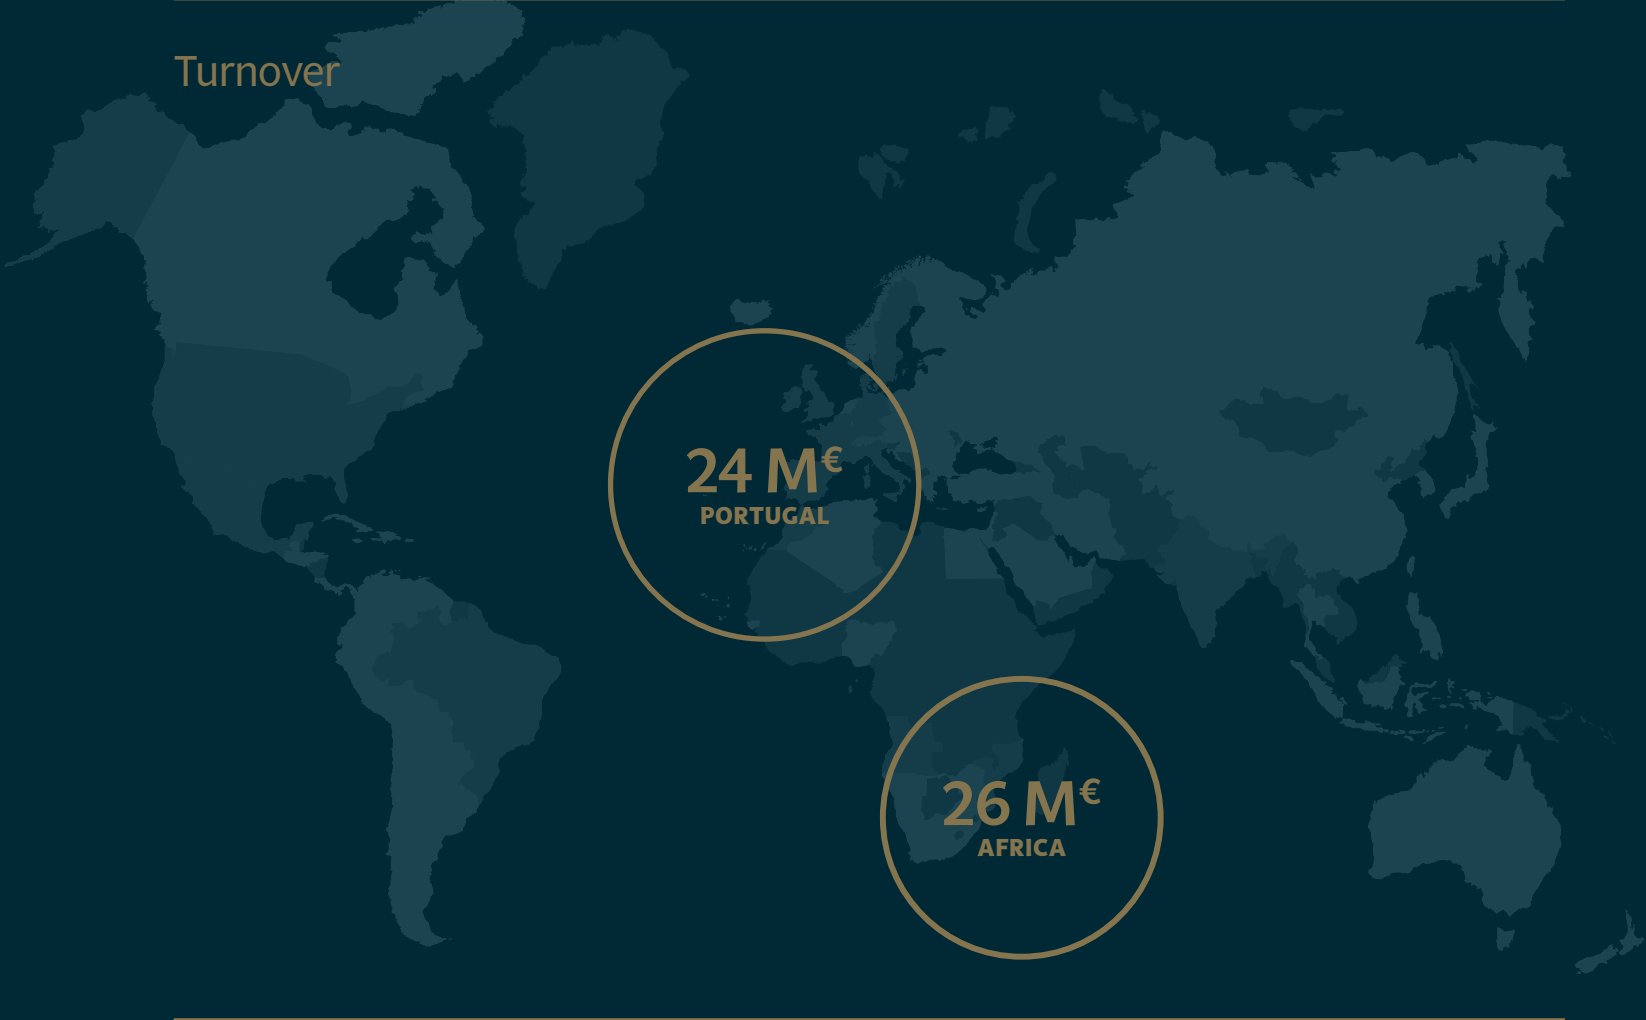 Turnover
24 M€
PORTUGAL
26 M€
AFRICA